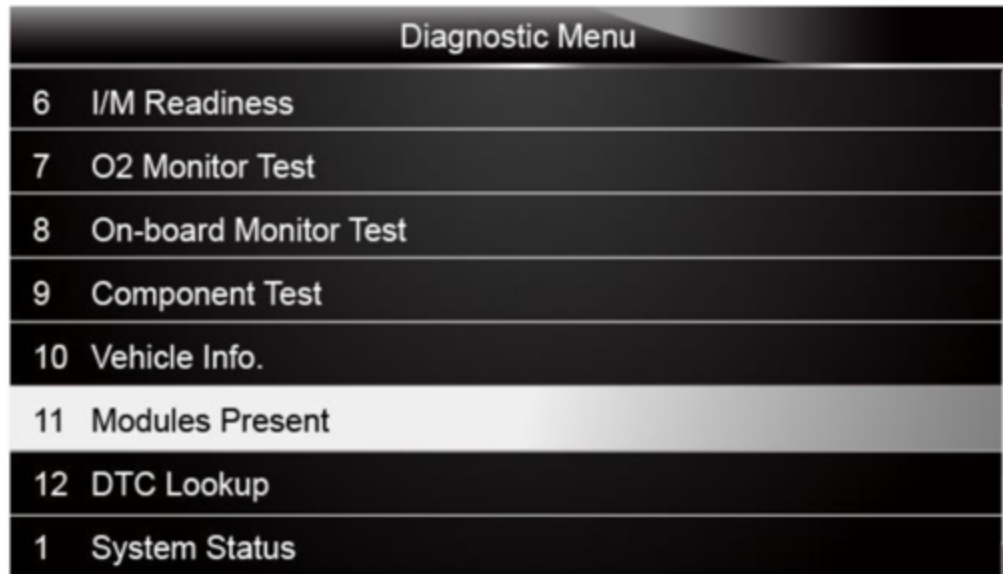 Diagnostic Menu
6 I/M Readiness
7 O2 Monitor Test
8 On-board Monitor Test
9 Component Test
10 Vehicle Info.
11 Modules Present
12 DTC Lookup
1 System Status